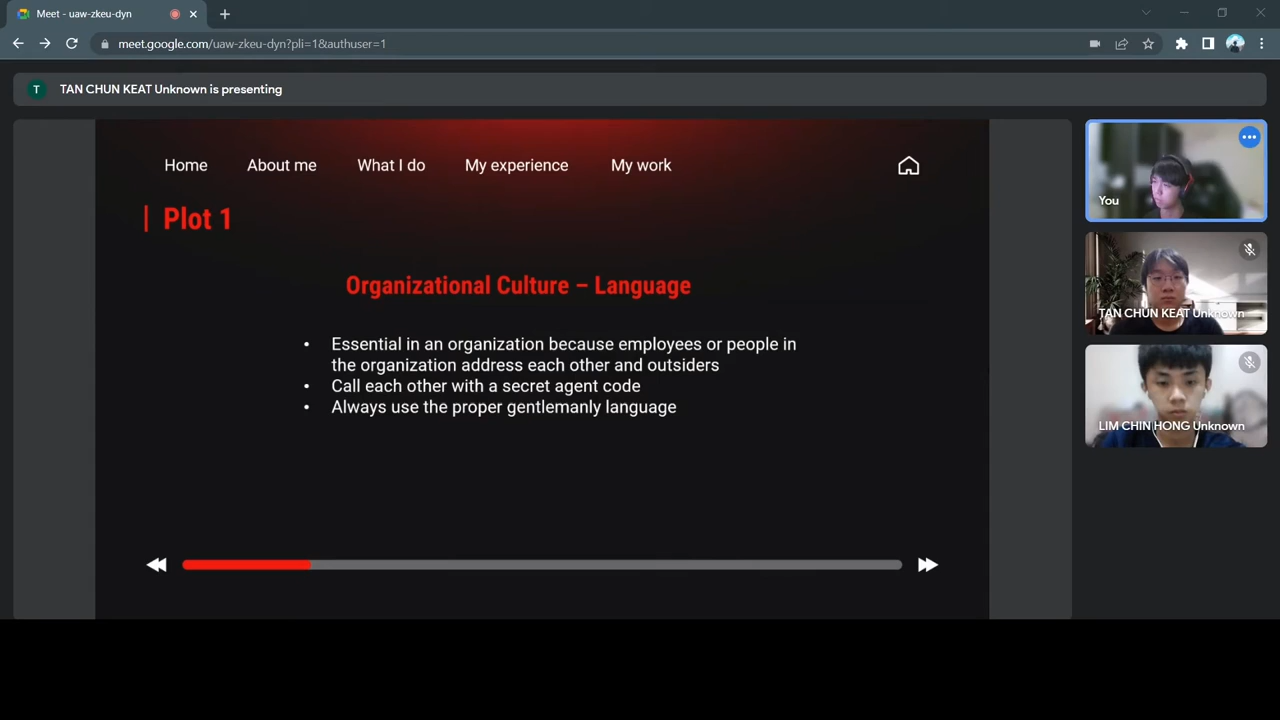 Meet - uaw-zkeu-dyn
meet.google.com/uaw-zkeu-dyn?pli=1&authuser=1
T TAN CHUN KEAT Unknown is presenting
Home About me What I do My experience My work
Plot 1
Organizational Culture – Language
• Essential in an organization because employees or people in
the organization address each other and outsiders
• Call each other with a secret agent code
• Always use the proper gentlemanly language
You
TAN CHUN KEAT Unknown
LIM CHIN HONG Unknown